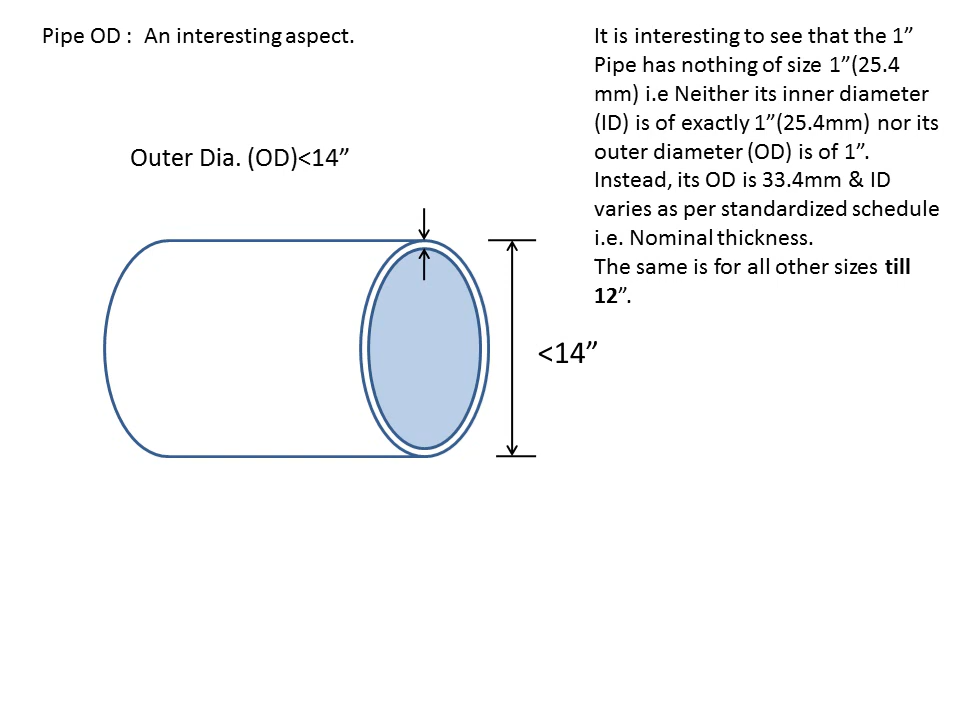 Pipe OD :  An interesting aspect.
It is interesting to see that the 1”
Pipe has nothing of size 1”(25.4
mm) i.e Neither its inner diameter
(ID) is of exactly 1”(25.4mm) nor its
outer diameter (OD) is of 1”.
Instead, its OD is 33.4mm & ID
varies as per standardized schedule
i.e. Nominal thickness.
The same is for all other sizes till
12”.
Outer Dia. (OD)<14”
<14”